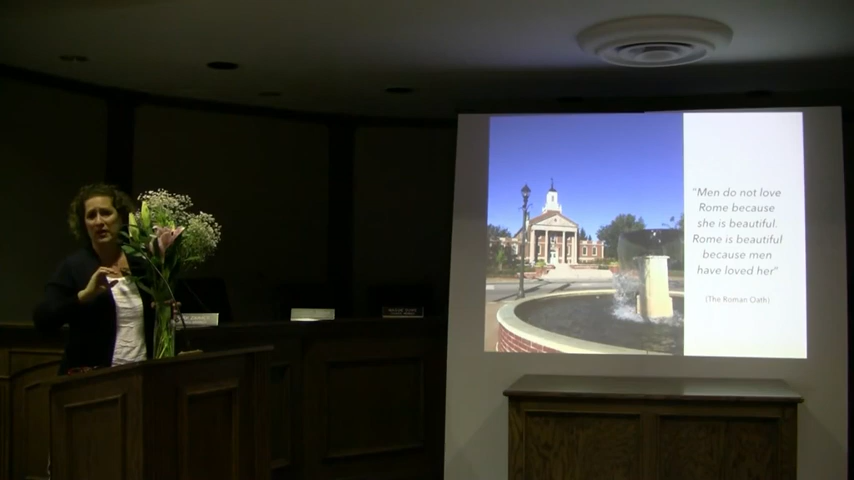 "Men do not love
Rome because
she is beautiful.
Rome is beautiful
because men
have loved her"
(The Roman Oath)